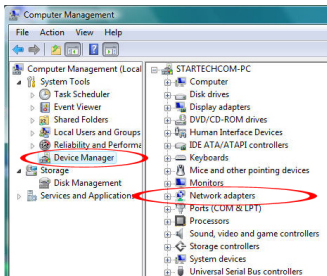 Computer Management
File Action View Help
Computer Management (Local
System Tools
Task Scheduler
Event Viewer
Shared Folders
Local Users and Groups
Reliability and Performa
Device Manager
Storage
Disk Management
Services and Applications
STARTECHCOM-PC
Computer
Disk drives
Display adapters
DVD/CD-ROM drives
Human Interface Devices
IDE ATA/ATAPI controllers
Keyboards
Mice and other pointing devices
Monitors
Network adapters
Ports (COM & LPT)
Processors
Sound, video and game controllers
Storage controllers
System devices
Universal Serial Bus controllers